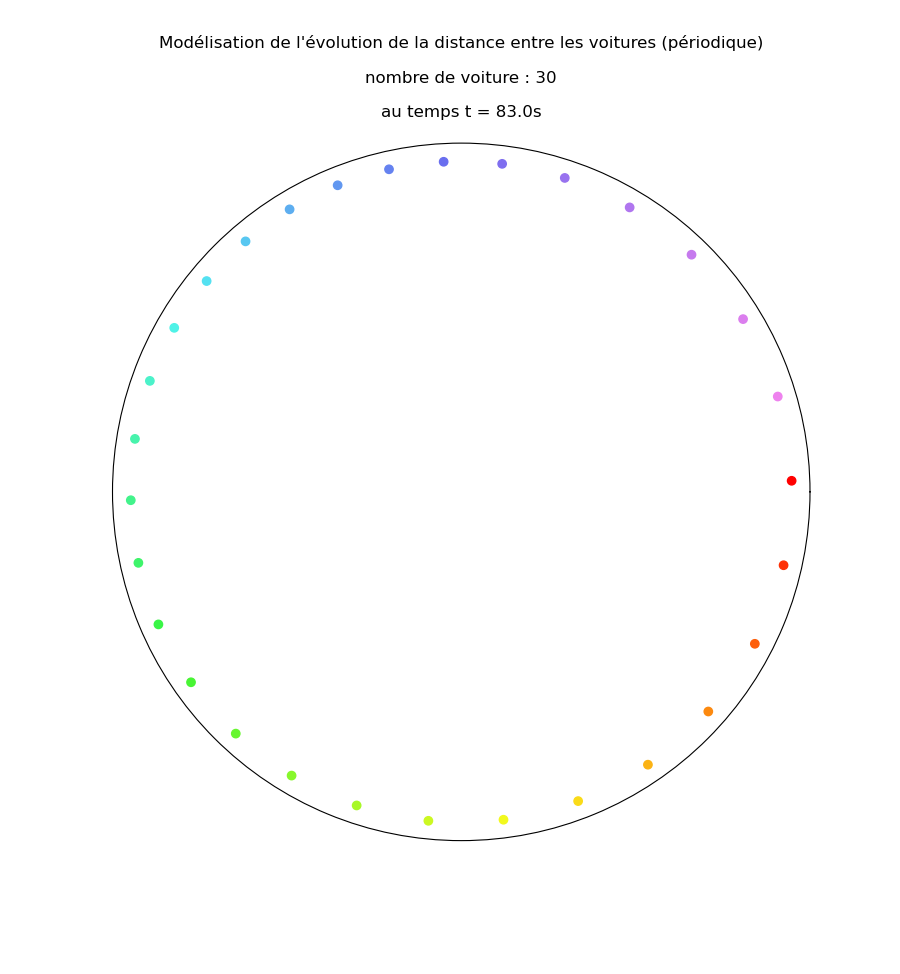 Modélisation de l'évolution de la distance entre les voitures (périodique)
nombre de voiture : 30
au temps t = 83.0s